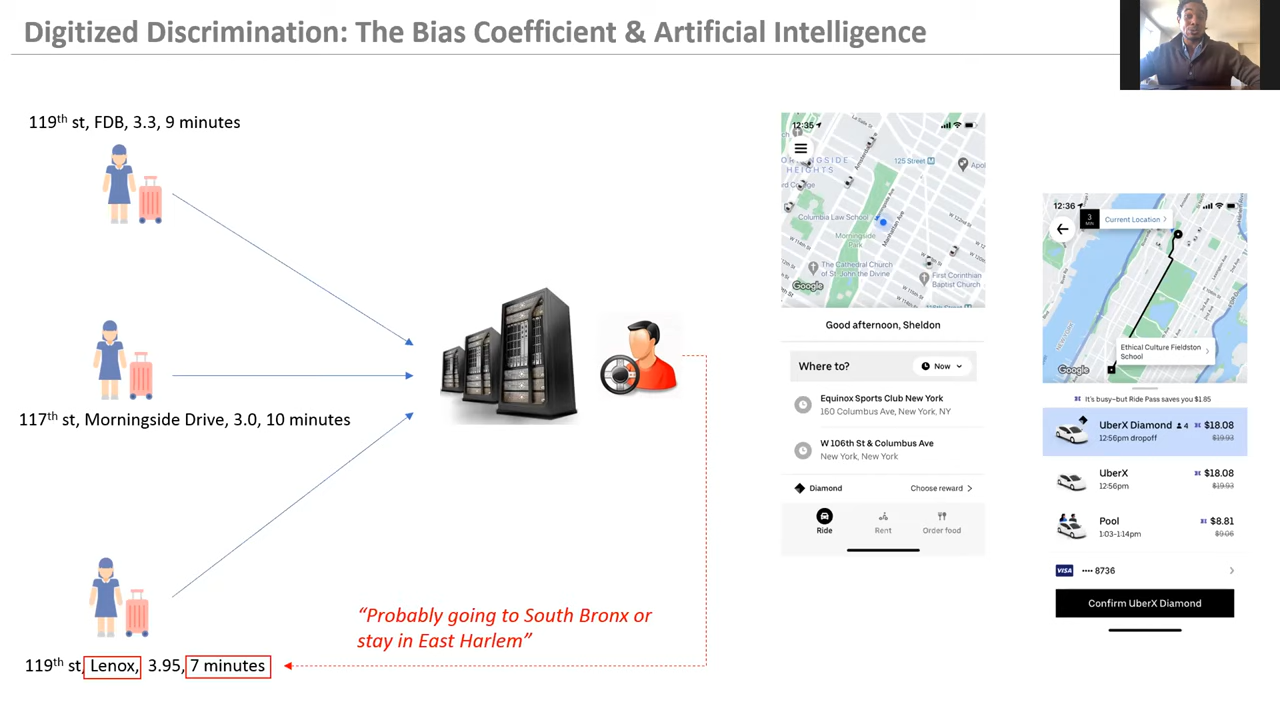 Digitized Discrimination: The Bias Coefficient & Artificial Intelligence
119th st, FDB, 3.3, 9 minutes
117th st, Morningside Drive, 3.0, 10 minutes
119th st, Lenox, 3.95, 7 minutes
“Probably going to South Bronx or
stay in East Harlem”
12:35
MORNINGSIDE
HEIGHTS
125 Street
Columbia Law School
Morningside
Park
Manhattan Ave
W 122nd St
The Cathedral Church
of St. John the Divine
First Corinthian
Baptist Church
Google
Good afternoon, Sheldon
Where to?
Now
Equinox Sports Club New York
160 Columbus Ave, New York, NY
W 106th St & Columbus Ave
New York, New York
Diamond
Choose reward
Ride
Rent
Order food
12:36
3
MIN
Current Location
Ethical Culture Fieldston
School
Google
It's busy–but Ride Pass saves you $1.85
UberX Diamond 4 $18.08
12:56pm dropoff $19.93
UberX $18.08
12:56pm $19.93
Pool $8.81
1:03-1:14pm $9.06
VISA •••• 8736
Confirm UberX Diamond